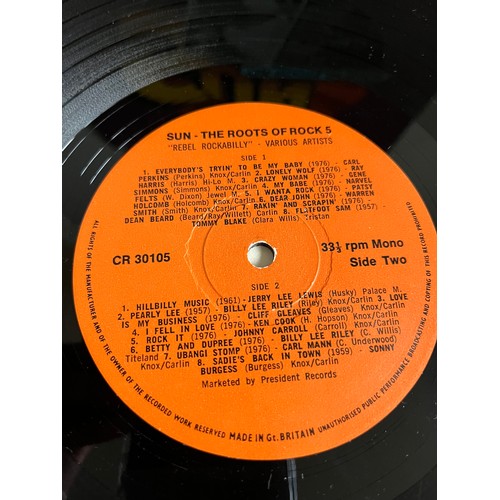 SUN - THE ROOTS OF ROCK 5
"REBEL ROCKABILLY" - VARIOUS ARTISTS
SIDE 1
1. EVERYBODY'S TRYIN' TO BE MY BABY (1976) - CARL
PERKINS (Perkins) Knox/Carlin 2. LONELY WOLF (1976) - RAY
HARRIS (Harris) Hi-Lo M. 3. CRAZY WOMAN (1976) - GENE
SIMMONS (Simmons) Knox/Carlin 4. MY BABE (1976) - NARVEL
FELTS (W. Dixon) Jewel M. 5. I WANTA ROCK (1976) - PATSY
HOLCOMB (Holcomb) Knox/Carlin 6. DEAR JOHN (1976) - WARREN
SMITH (Smith) Knox/Carlin 7. RAKIN' AND SCRAPIN' (1976) -
DEAN BEARD (Beard/Ray/Willett) Carlin 8. FLATFOOT SAM (1957) -
TOMMY BLAKE (Clara Wills) Tristan
CR 30105
33⅓ rpm Mono
Side Two
SIDE 2
1. HILLBILLY MUSIC (1961) - JERRY LEE LEWIS (Husky) Palace M.
2. PEARLY LEE (1957) - BILLY LEE RILEY (Riley) Knox/Carlin 3. LOVE
IS MY BUSINESS (1976) - CLIFF GLEAVES (Gleaves) Knox/Carlin
4. I FELL IN LOVE (1976) - KEN COOK (H. Hopson) Knox/Carlin
5. ROCK IT (1976) - JOHNNY CARROLL (Carroll) Knox/Carlin
6. BETTY AND DUPREE (1976) - BILLY LEE RILEY (C. Willis)
Titeland 7. UBANGI STOMP (1976) - CARL MANN (C. Underwood)
Knox/Carlin 8. SADIE'S BACK IN TOWN (1959) - SONNY
BURGESS (Burgess) Knox/Carlin
Marketed by President Records
ALL RIGHTS OF THE MANUFACTURER AND OF THE OWNER OF THE RECORDED WORK RESERVED MADE IN Gt. BRITAIN UNAUTHORISED PUBLIC PERFORMANCE BROADCASTING AND COPYING OF THIS RECORD PROHIBITED